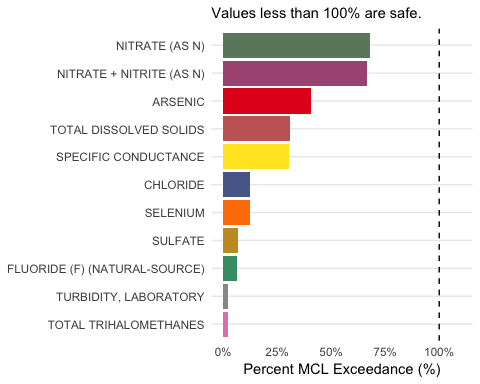 Values less than 100% are safe.
NITRATE (AS N)
NITRATE + NITRITE (AS N)
ARSENIC
TOTAL DISSOLVED SOLIDS
SPECIFIC CONDUCTANCE
CHLORIDE
SELENIUM
SULFATE
FLUORIDE (F) (NATURAL-SOURCE)
TURBIDITY, LABORATORY
TOTAL TRIHALOMETHANES
0% 25% 50% 75% 100%
Percent MCL Exceedance (%)